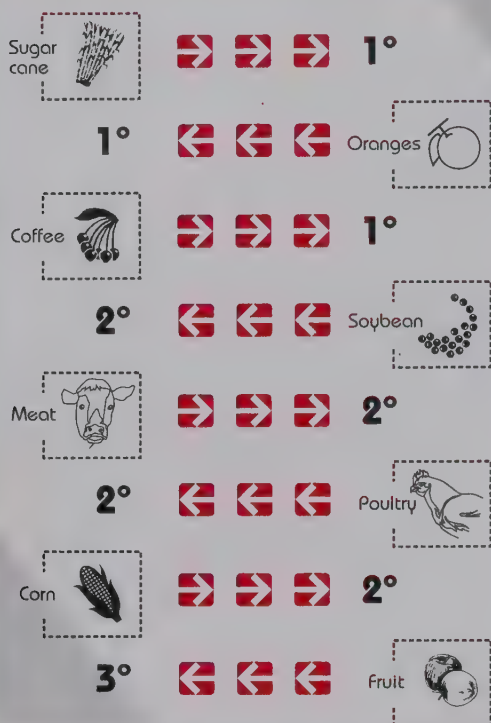 Sugar
cane
1°
1°
Oranges
Coffee
1°
2°
Soybean
Meat
2°
2°
Poultry
Corn
2°
3°
Fruit